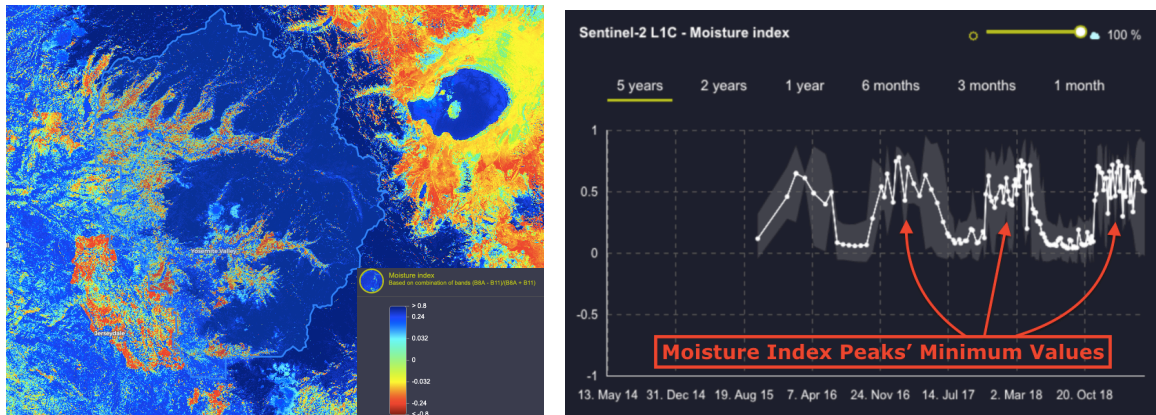 Yosemite Valley
Jerseydale
Moisture index
Based on combination of bands (B8A - B11)/(B8A + B11)
> 0.8
0.24
0.032
0
-0.032
-0.24
<-0.8
Sentinel-2 L1C - Moisture index
100 %
5 years
2 years
1 year
6 months
3 months
1 month
1
0.5
0
-0.5
-1
Moisture Index Peaks’ Minimum Values
13. May 14
31. Dec 14
19. Aug 15
7. Apr 16
24. Nov 16
14. Jul 17
2. Mar 18
20. Oct 18